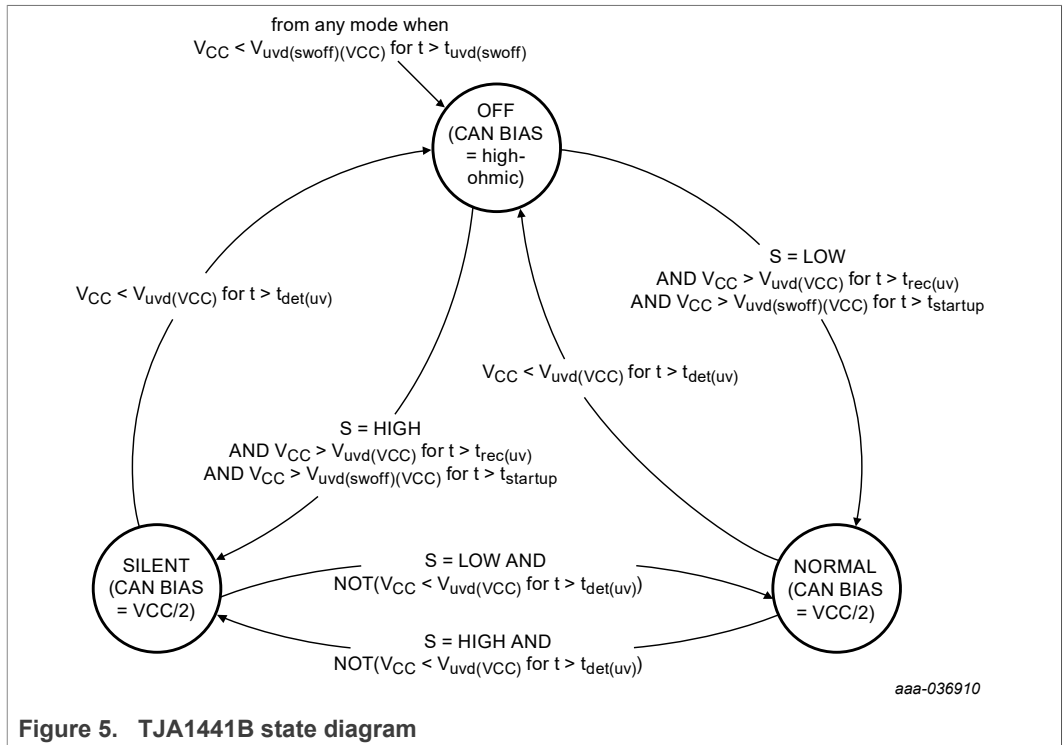 from any mode when
VCC < Vuvd(swoff)(VCC) for t > tuvd(swoff)
OFF
(CAN BIAS
= high-
ohmic)
S = LOW
AND VCC > Vuvd(VCC) for t > trec(uv)
AND VCC > Vuvd(swoff)(VCC) for t > tstartup
VCC < Vuvd(VCC) for t > tdet(uv)
VCC < Vuvd(VCC) for t > tdet(uv)
S = HIGH
AND VCC > Vuvd(VCC) for t > trec(uv)
AND VCC > Vuvd(swoff)(VCC) for t > tstartup
SILENT
(CAN BIAS
= VCC/2)
S = LOW AND
NOT(VCC < Vuvd(VCC) for t > tdet(uv))
NORMAL
(CAN BIAS
= VCC/2)
S = HIGH AND
NOT(VCC < Vuvd(VCC) for t > tdet(uv))
aaa-036910
Figure 5. TJA1441B state diagram